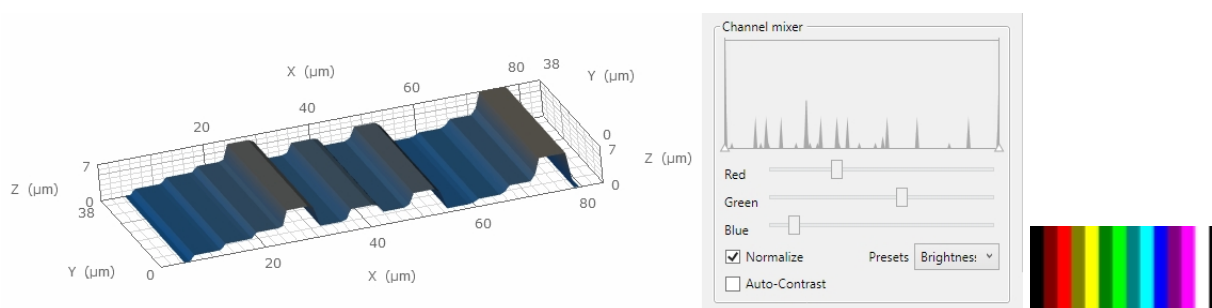 X (µm)
20
40
60
80
38
Y (µm)
0
7
Z (µm)
0
7
Z (µm)
0
38
Y (µm)
0
20
40
X (µm)
60
80
Channel mixer
Red
Green
Blue
Normalize
Presets
Brightness
Auto-Contrast